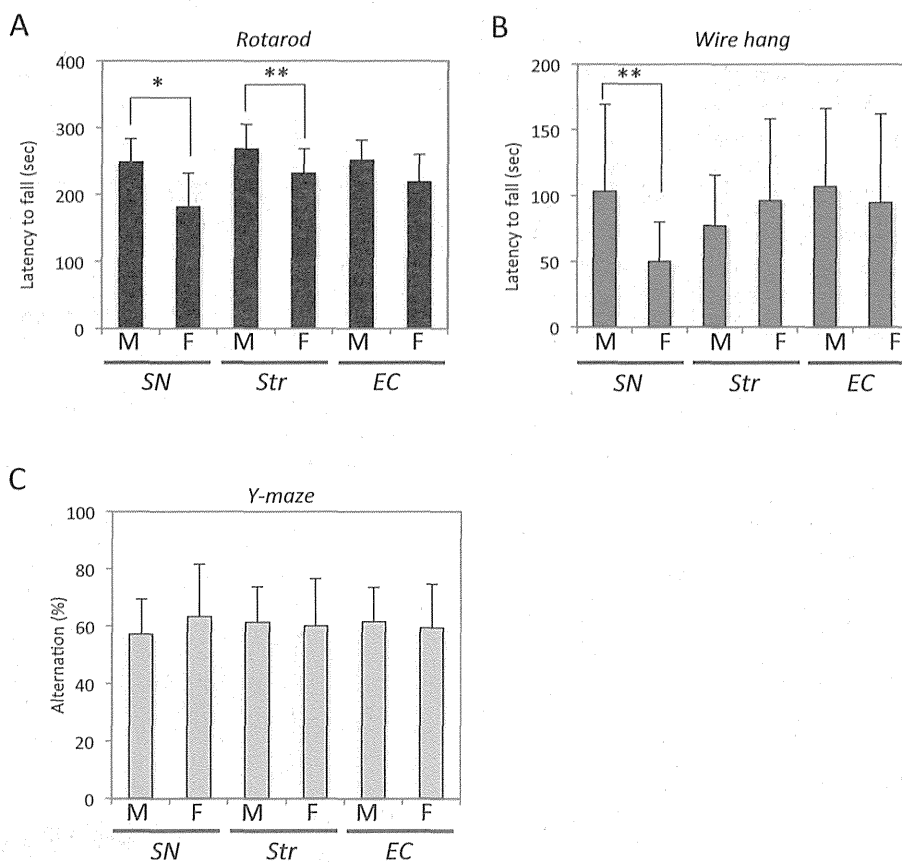 A
Rotarod
Latency to fall (sec)
400
300
200
100
0
*
**
M F M F M F
SN Str EC
B
Wire hang
Latency to fall (sec)
200
150
100
50
0
**
M F M F M F
SN Str EC
C
Y-maze
Alternation (%)
100
80
60
40
20
0
M F M F M F
SN Str EC